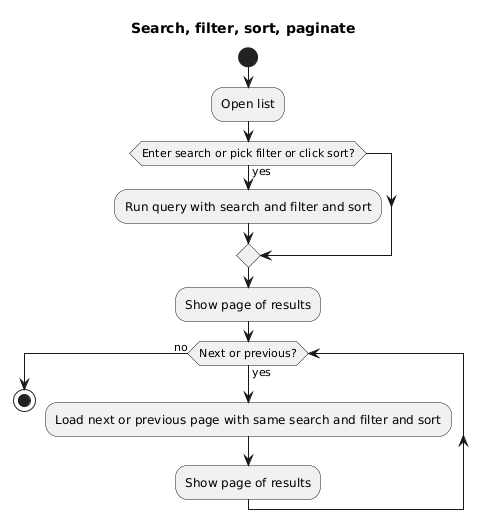 Search, filter, sort, paginate
Open list
Enter search or pick filter or click sort?
yes
Run query with search and filter and sort
Show page of results
no
Next or previous?
yes
Load next or previous page with same search and filter and sort
Show page of results